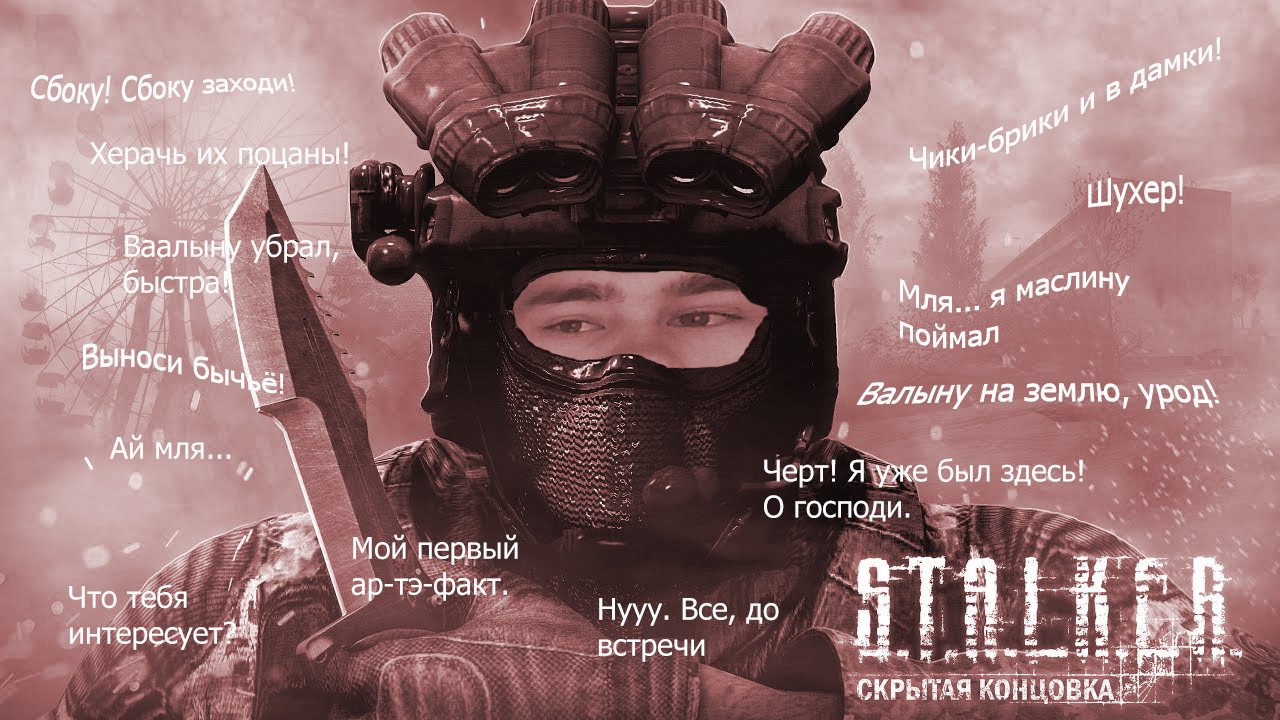 Сбоку! Сбоку заходи!
Херачь их поцаны!
Ваалыну убрал,
быстра!
Выноси бычьё!
Ай мля...
Что тебя
интересует?
Мой первый
ар-тэ-факт.
Нууу. Все, до
встречи
Чики-брики и в дамки!
Шухер!
Мля... я маслину
поймал
Валыну на землю, урод!
Черт! Я уже был здесь!
О господи.
S.T.A.L.K.E.R.
СКРЫТАЯ КОНЦОВКА